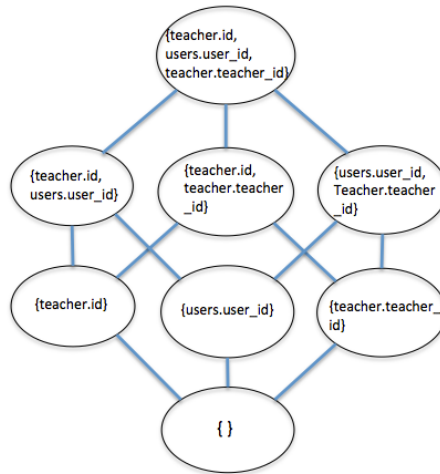 {teacher.id,
users.user_id,
teacher.teacher_id}
{teacher.id,
users.user_id}
{teacher.id,
teacher.teacher
_id}
{users.user_id,
Teacher.teacher
_id}
{teacher.id}
{users.user_id}
{teacher.teacher_
id}
{ }